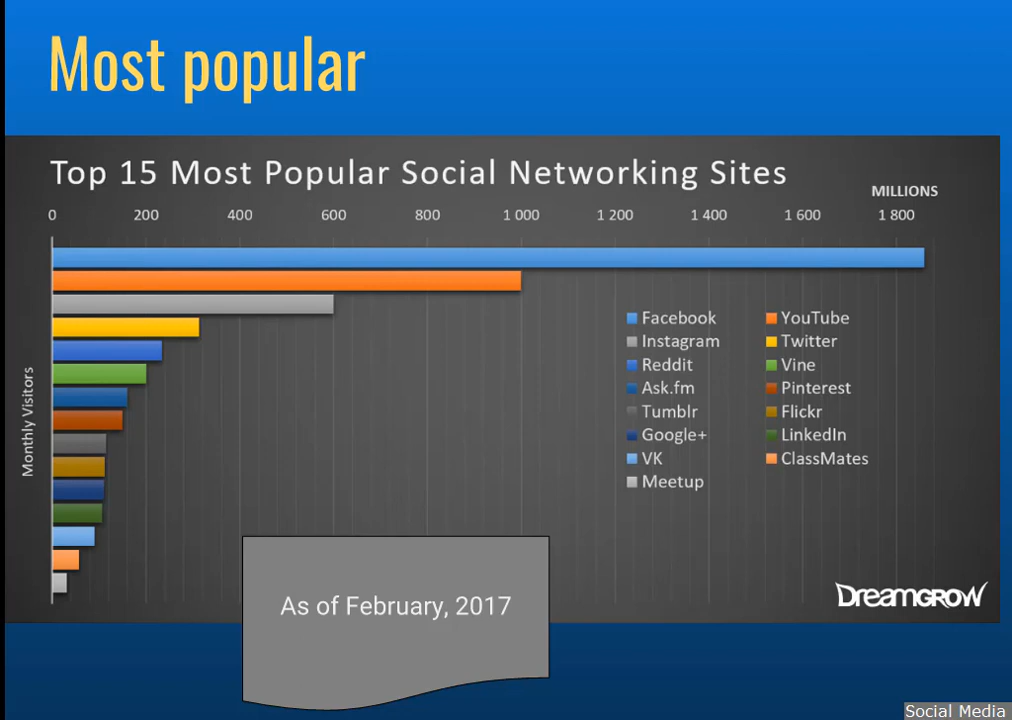 Most popular
Top 15 Most Popular Social Networking Sites
MILLIONS
0 200 400 600 800 1 000 1 200 1 400 1 600 1 800
Monthly Visitors
Facebook YouTube
Instagram Twitter
Reddit Vine
Ask.fm Pinterest
Tumblr Flickr
Google+ LinkedIn
VK ClassMates
Meetup
As of February, 2017
DreamGrow
Social Media